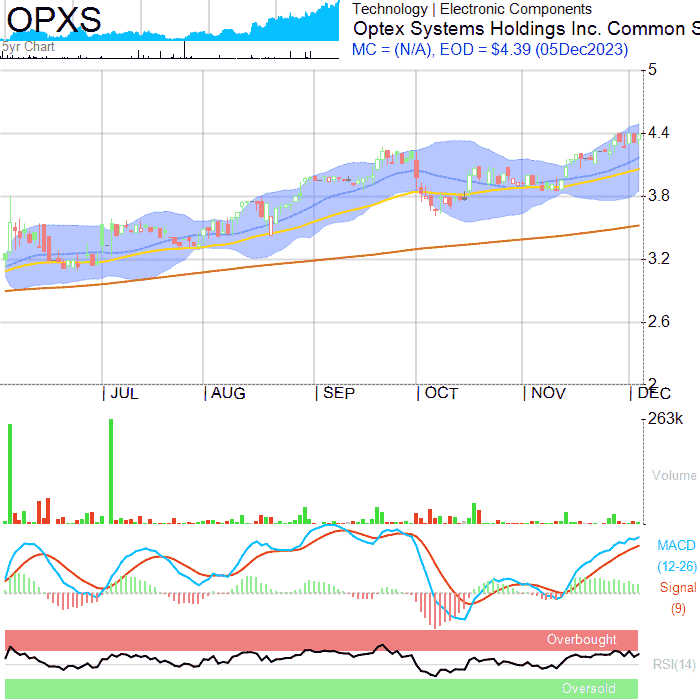 OPXS
5yr Chart
Technology | Electronic Components
Optex Systems Holdings Inc. Common S
MC = (N/A), EOD = $4.39 (05Dec2023)
5
4.4
3.8
3.2
2.6
2
JUL AUG SEP OCT NOV DEC
263k
Volume
MACD
(12-26)
Signal
(9)
Overbought
RSI(14)
Oversold